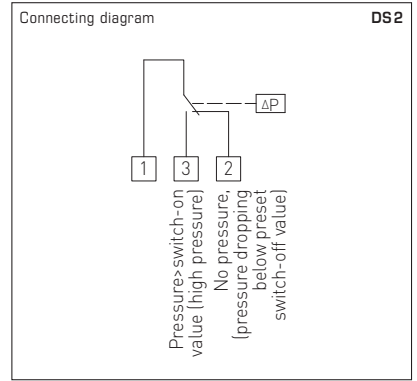 Connecting diagram
DS2
ΔP
1
3
2
Pressure>switch-on
value (high pressure)
No pressure,
(pressure dropping
below preset
switch-off value)